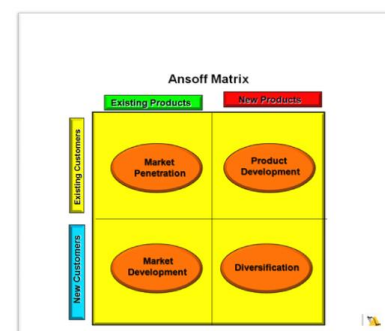 Ansoff Matrix
Existing Products
New Products
Existing Customers
Market
Penetration
Product
Development
New Customers
Market
Development
Diversification